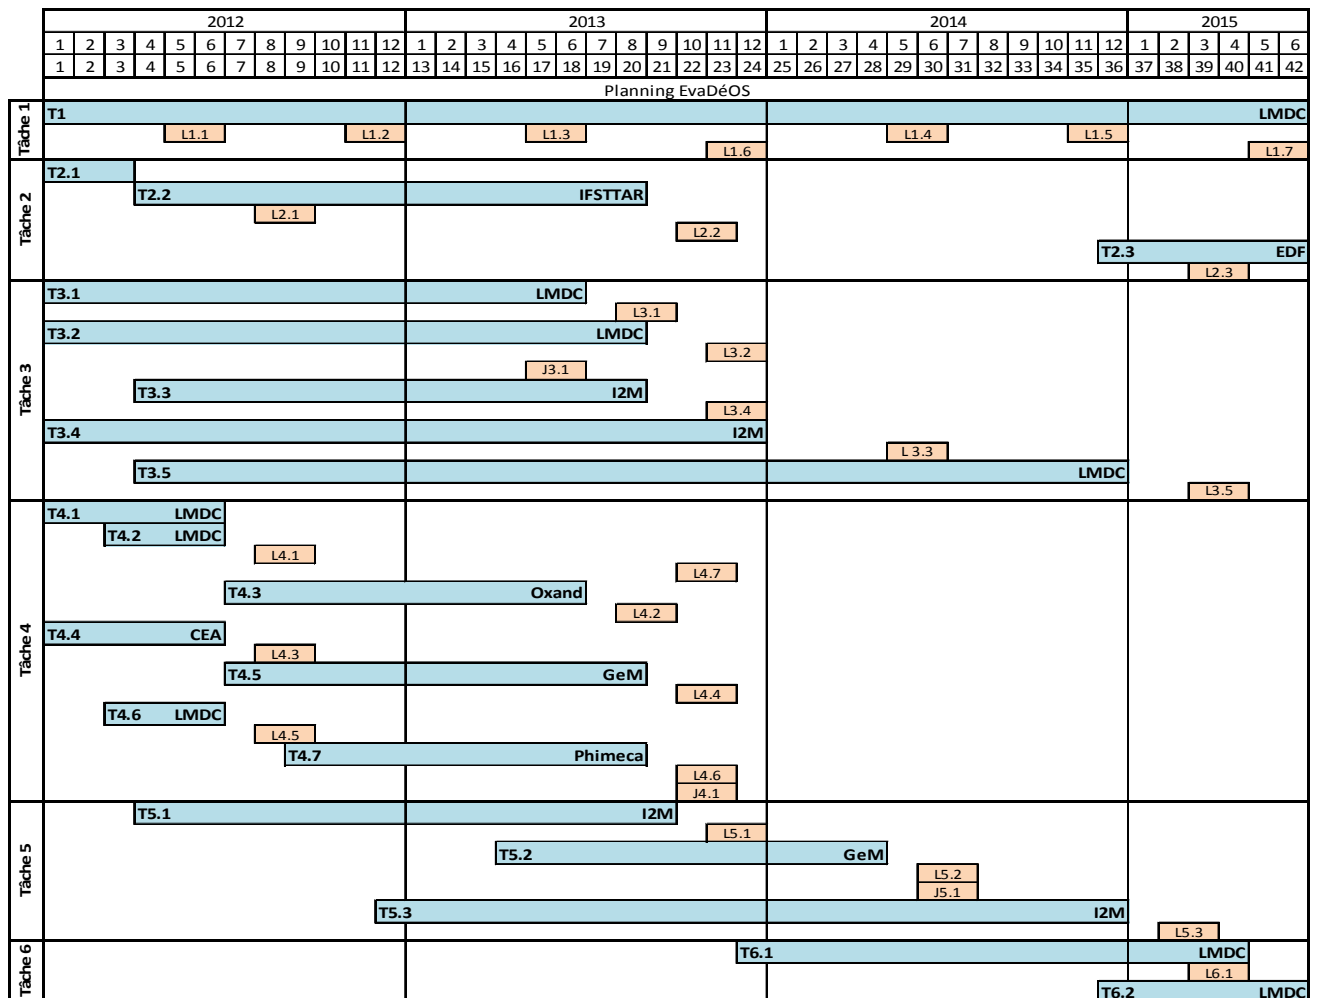 2012 2013 2014 2015
1 2 3 4 5 6 7 8 9 10 11 12 1 2 3 4 5 6 7 8 9 10 11 12 1 2 3 4 5 6 7 8 9 10 11 12 1 2 3 4 5 6
1 2 3 4 5 6 7 8 9 10 11 12 13 14 15 16 17 18 19 20 21 22 23 24 25 26 27 28 29 30 31 32 33 34 35 36 37 38 39 40 41 42
Planning EvaDéOS
Tâche 1
T1 LMDC
L1.1 L1.2 L1.3 L1.4 L1.5
L1.6 L1.7
Tâche 2
T2.1
T2.2 IFSTTAR
L2.1
L2.2
T2.3 EDF
L2.3
Tâche 3
T3.1 LMDC
L3.1
T3.2 LMDC
L3.2
J3.1
T3.3 I2M
L3.4
T3.4 I2M
L 3.3
T3.5 LMDC
L3.5
Tâche 4
T4.1 LMDC
T4.2 LMDC
L4.1
L4.7
T4.3 Oxand
L4.2
T4.4 CEA
L4.3
T4.5 GeM
L4.4
T4.6 LMDC
L4.5
T4.7 Phimeca
L4.6
J4.1
Tâche 5
T5.1 I2M
L5.1
T5.2 GeM
L5.2
J5.1
T5.3 I2M
L5.3
Tâche 6
T6.1 LMDC
L6.1
T6.2 LMDC